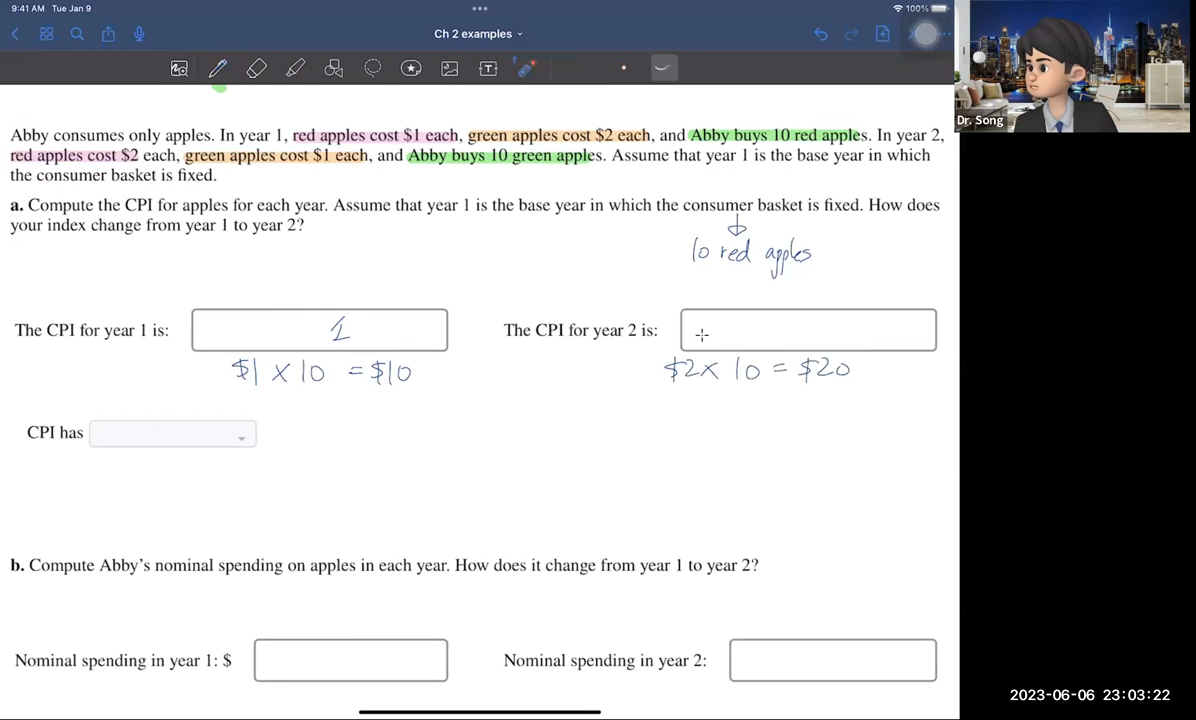 9:41 AM Tue Jan 9
100%
Ch 2 examples
Dr. Song
Abby consumes only apples. In year 1, red apples cost $1 each, green apples cost $2 each, and Abby buys 10 red apples. In year 2,
red apples cost $2 each, green apples cost $1 each, and Abby buys 10 green apples. Assume that year 1 is the base year in which
the consumer basket is fixed.
a. Compute the CPI for apples for each year. Assume that year 1 is the base year in which the consumer basket is fixed. How does
your index change from year 1 to year 2?
10 red apples
The CPI for year 1 is: 1
The CPI for year 2 is:
$1 × 10 = $10
$2 × 10 = $20
CPI has
b. Compute Abby’s nominal spending on apples in each year. How does it change from year 1 to year 2?
Nominal spending in year 1: $
Nominal spending in year 2:
2023-06-06 23:03:22